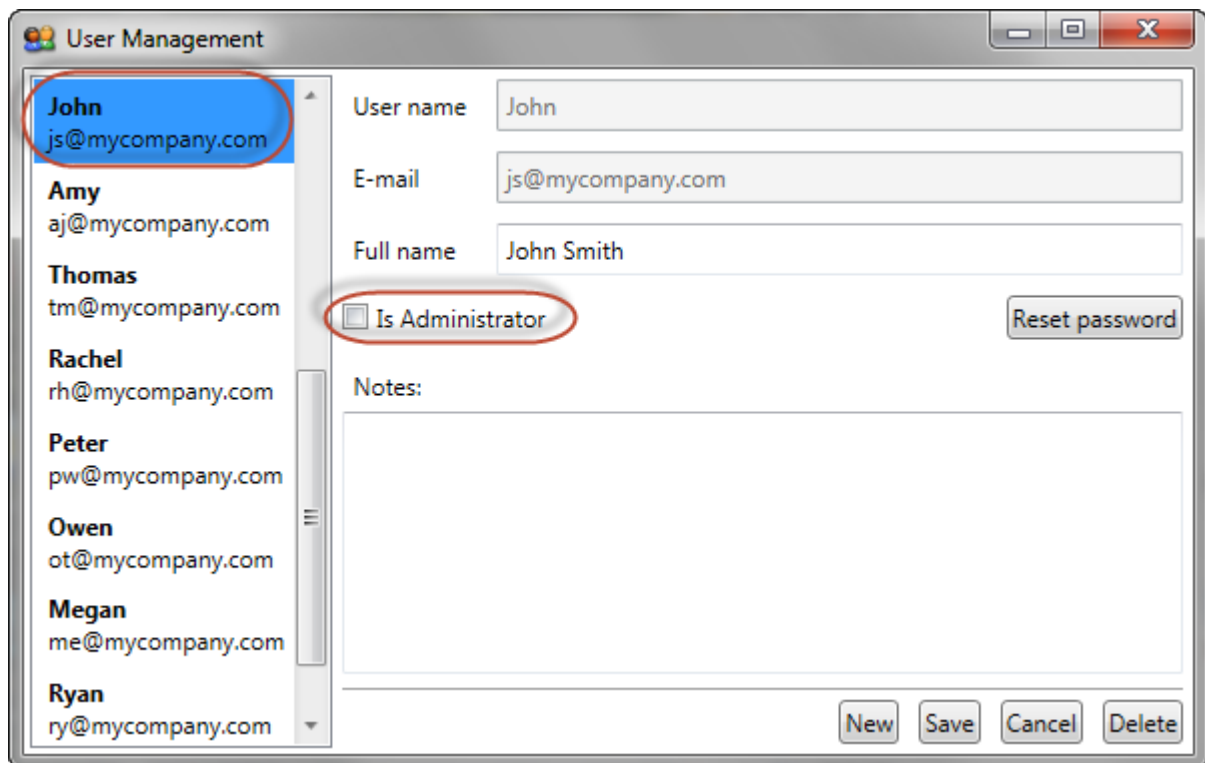 User Management
John
js@mycompany.com
Amy
aj@mycompany.com
Thomas
tm@mycompany.com
Rachel
rh@mycompany.com
Peter
pw@mycompany.com
Owen
ot@mycompany.com
Megan
me@mycompany.com
Ryan
ry@mycompany.com
User name John
E-mail js@mycompany.com
Full name John Smith
Is Administrator Reset password
Notes:
New Save Cancel Delete